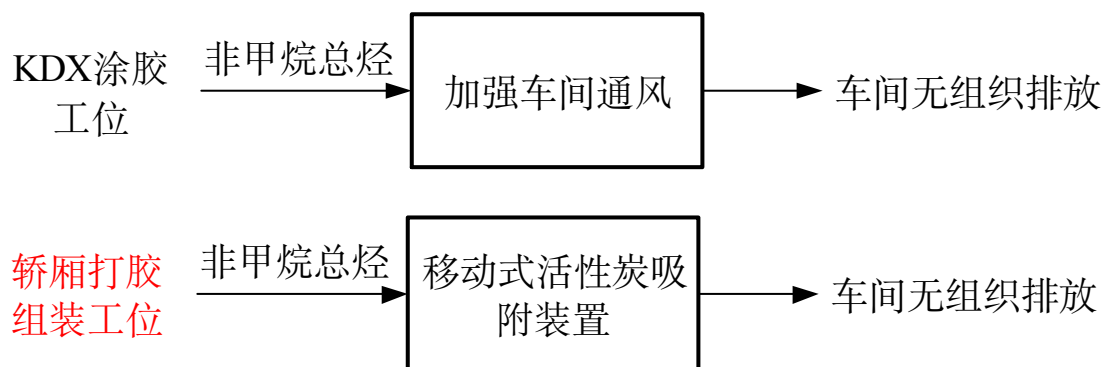 KDX涂胶
工位
非甲烷总烃
加强车间通风
车间无组织排放
轿厢打胶
组装工位
非甲烷总烃
移动式活性炭吸
附装置
车间无组织排放